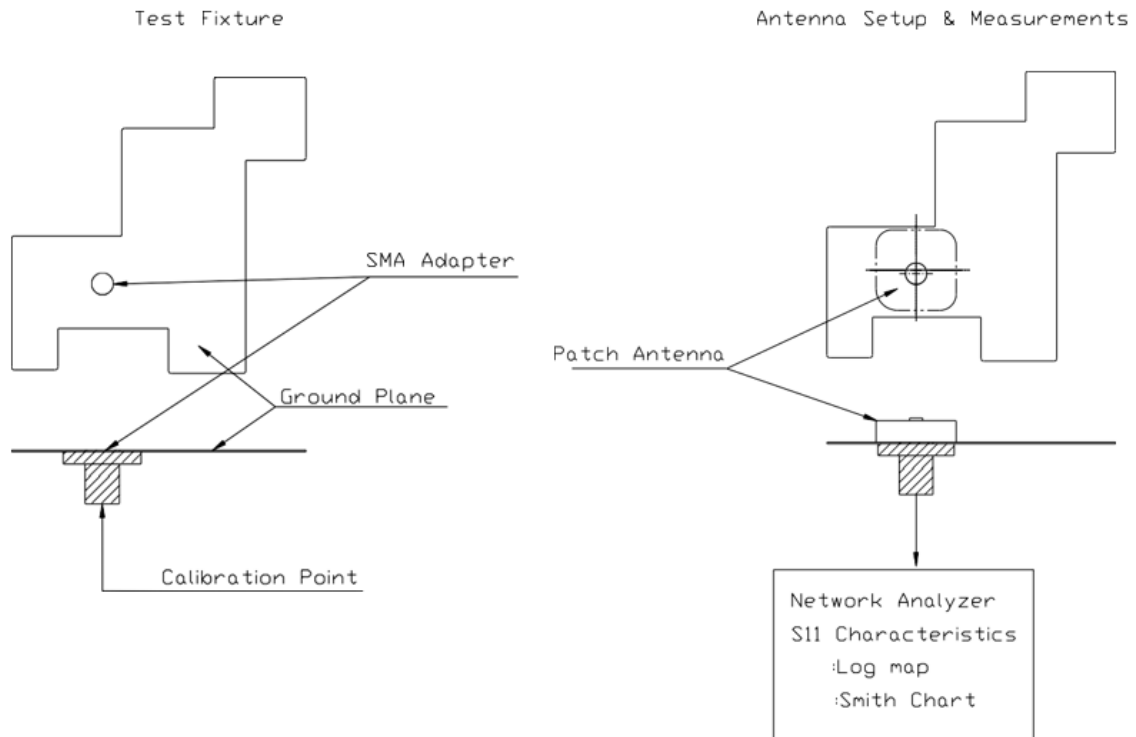 Test Fixture
Antenna Setup & Measurements
SMA Adapter
Ground Plane
Calibration Point
Patch Antenna
Network Analyzer
S11 Characteristics
:Log map
:Smith Chart